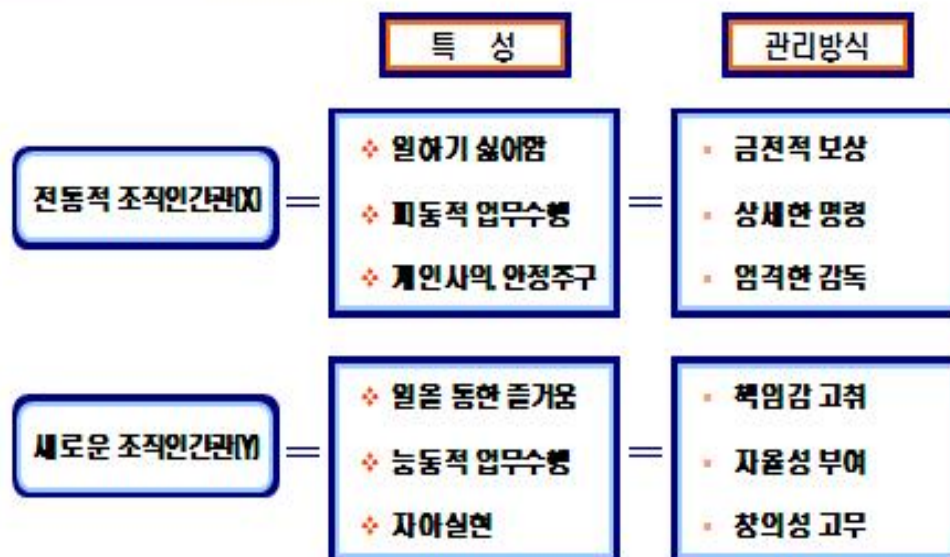 특 성
관리방식
전통적 조직인간관(X)
일하기 싫어함
피동적 업무수행
개인사익, 안정추구
금전적 보상
상세한 명령
엄격한 감독
새로운 조직인간관(Y)
일을 통한 즐거움
능동적 업무수행
자아실현
책임감 고취
자율성 부여
창의성 고무